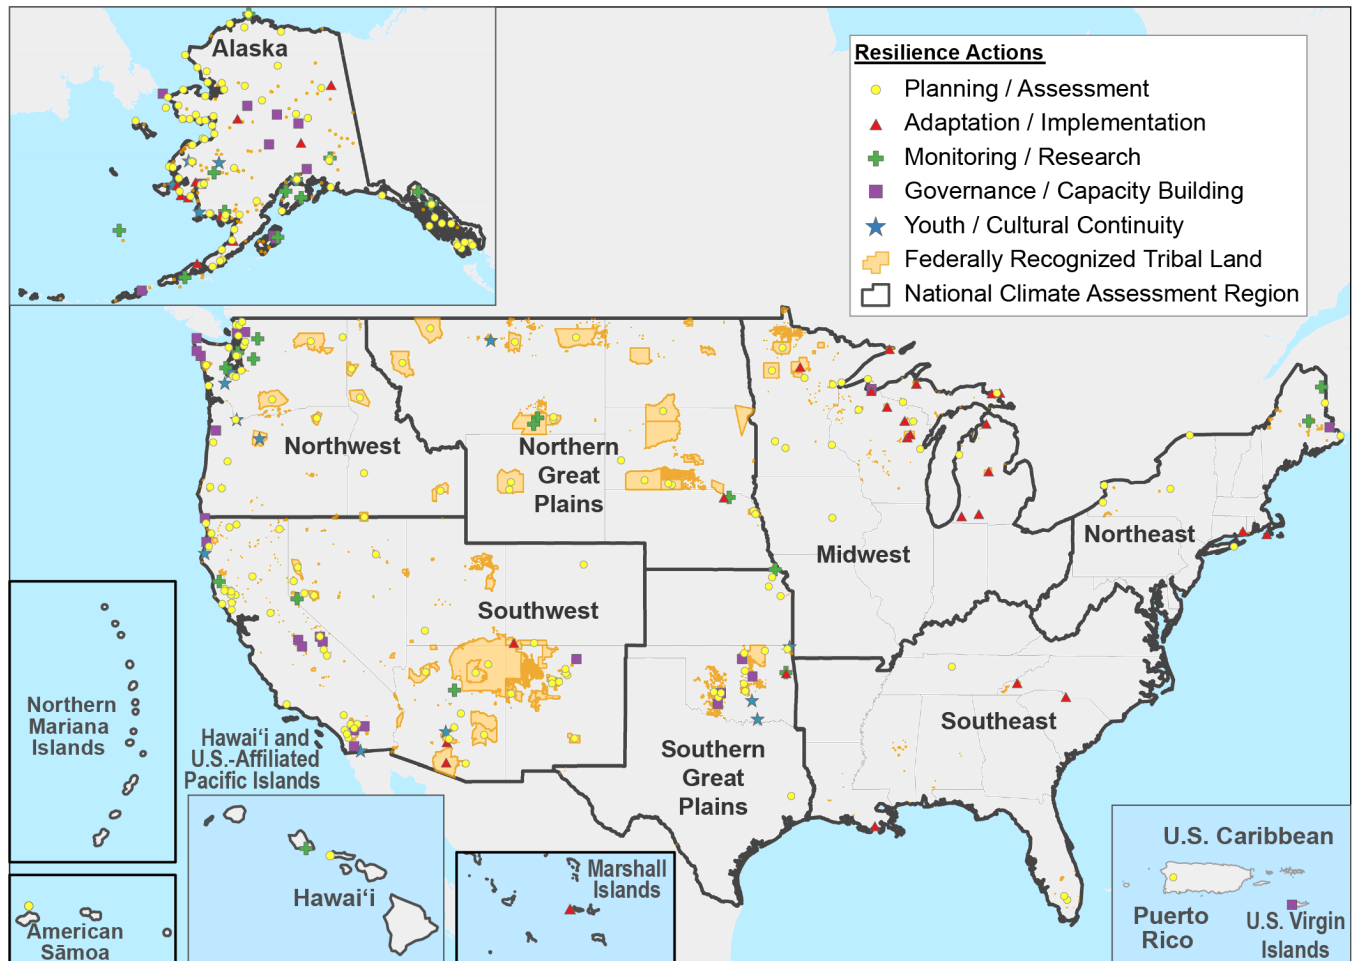 Alaska
Resilience Actions
Planning / Assessment
Adaptation / Implementation
Monitoring / Research
Governance / Capacity Building
Youth / Cultural Continuity
Federally Recognized Tribal Land
National Climate Assessment Region
Northwest
Northern
Great
Plains
Midwest
Northeast
Southwest
Southeast
Southern
Great
Plains
Northern
Mariana
Islands
Hawaiʻi and
U.S.-Affiliated
Pacific Islands
American
Sāmoa
Hawaiʻi
Marshall
Islands
U.S. Caribbean
Puerto
Rico
U.S. Virgin
Islands